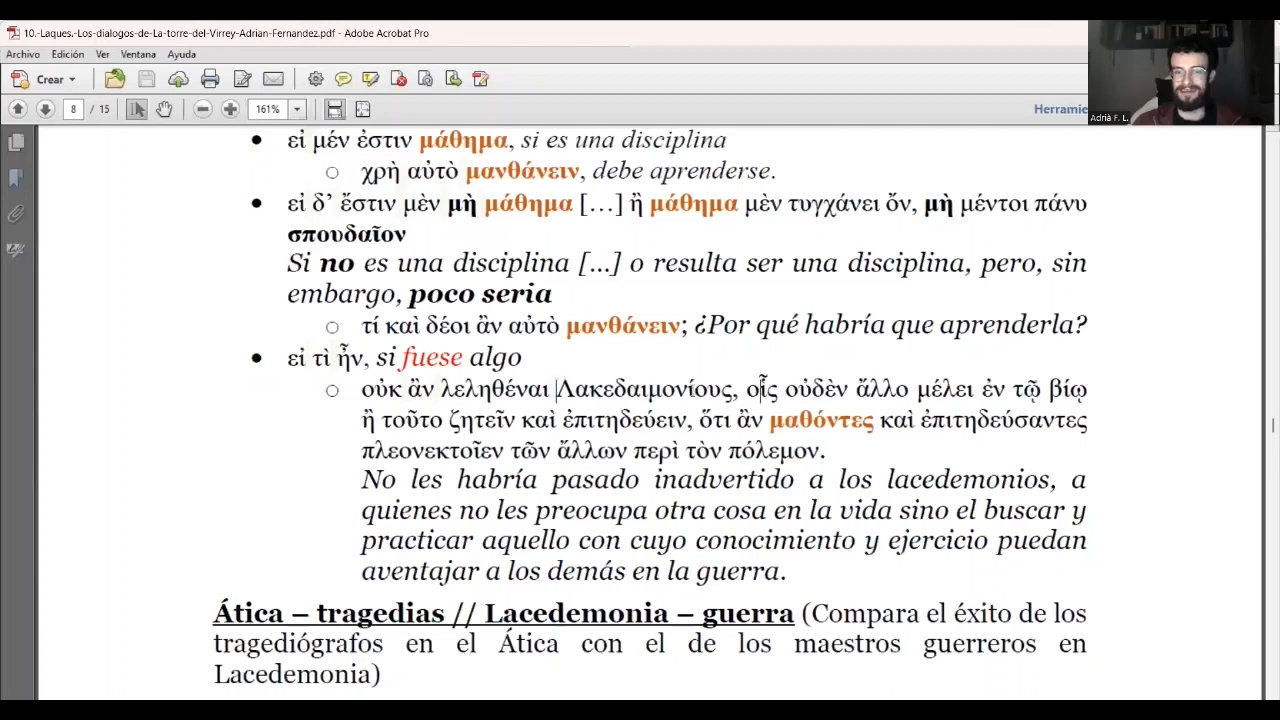 10.-Laques.-Los-dialogos-de-La-torre-del-Virrey-Adrian-Fernandez.pdf - Adobe Acrobat Pro
Archivo Edición Ver Ventana Ayuda
Crear
8 / 15 161% Herramie
Adrià F. L.
• εἰ μέν ἐστιν μάθημα, si es una disciplina
○ χρὴ αὐτὸ μανθάνειν, debe aprenderse.
• εἰ δ’ ἔστιν μὲν μὴ μάθημα [...] ἢ μάθημα μὲν τυγχάνει ὄν, μὴ μέντοι πάνυ
σπουδαῖον
Si no es una disciplina [...] o resulta ser una disciplina, pero, sin
embargo, poco seria
○ τί καὶ δέοι ἂν αὐτὸ μανθάνειν; ¿Por qué habría que aprenderla?
• εἰ τὶ ἦν, si fuese algo
○ οὐκ ἂν λεληθέναι Λακεδαιμονίους, οἷς οὐδὲν ἄλλο μέλει ἐν τῷ βίῳ
ἢ τοῦτο ζητεῖν καὶ ἐπιτηδεύειν, ὅτι ἂν μαθόντες καὶ ἐπιτηδεύσαντες
πλεονεκτοῖεν τῶν ἄλλων περὶ τὸν πόλεμον.
No les habría pasado inadvertido a los lacedemonios, a
quienes no les preocupa otra cosa en la vida sino el buscar y
practicar aquello con cuyo conocimiento y ejercicio puedan
aventajar a los demás en la guerra.
Ática – tragedias // Lacedemonia – guerra (Compara el éxito de los
tragediógrafos en el Ática con el de los maestros guerreros en
Lacedemonia)